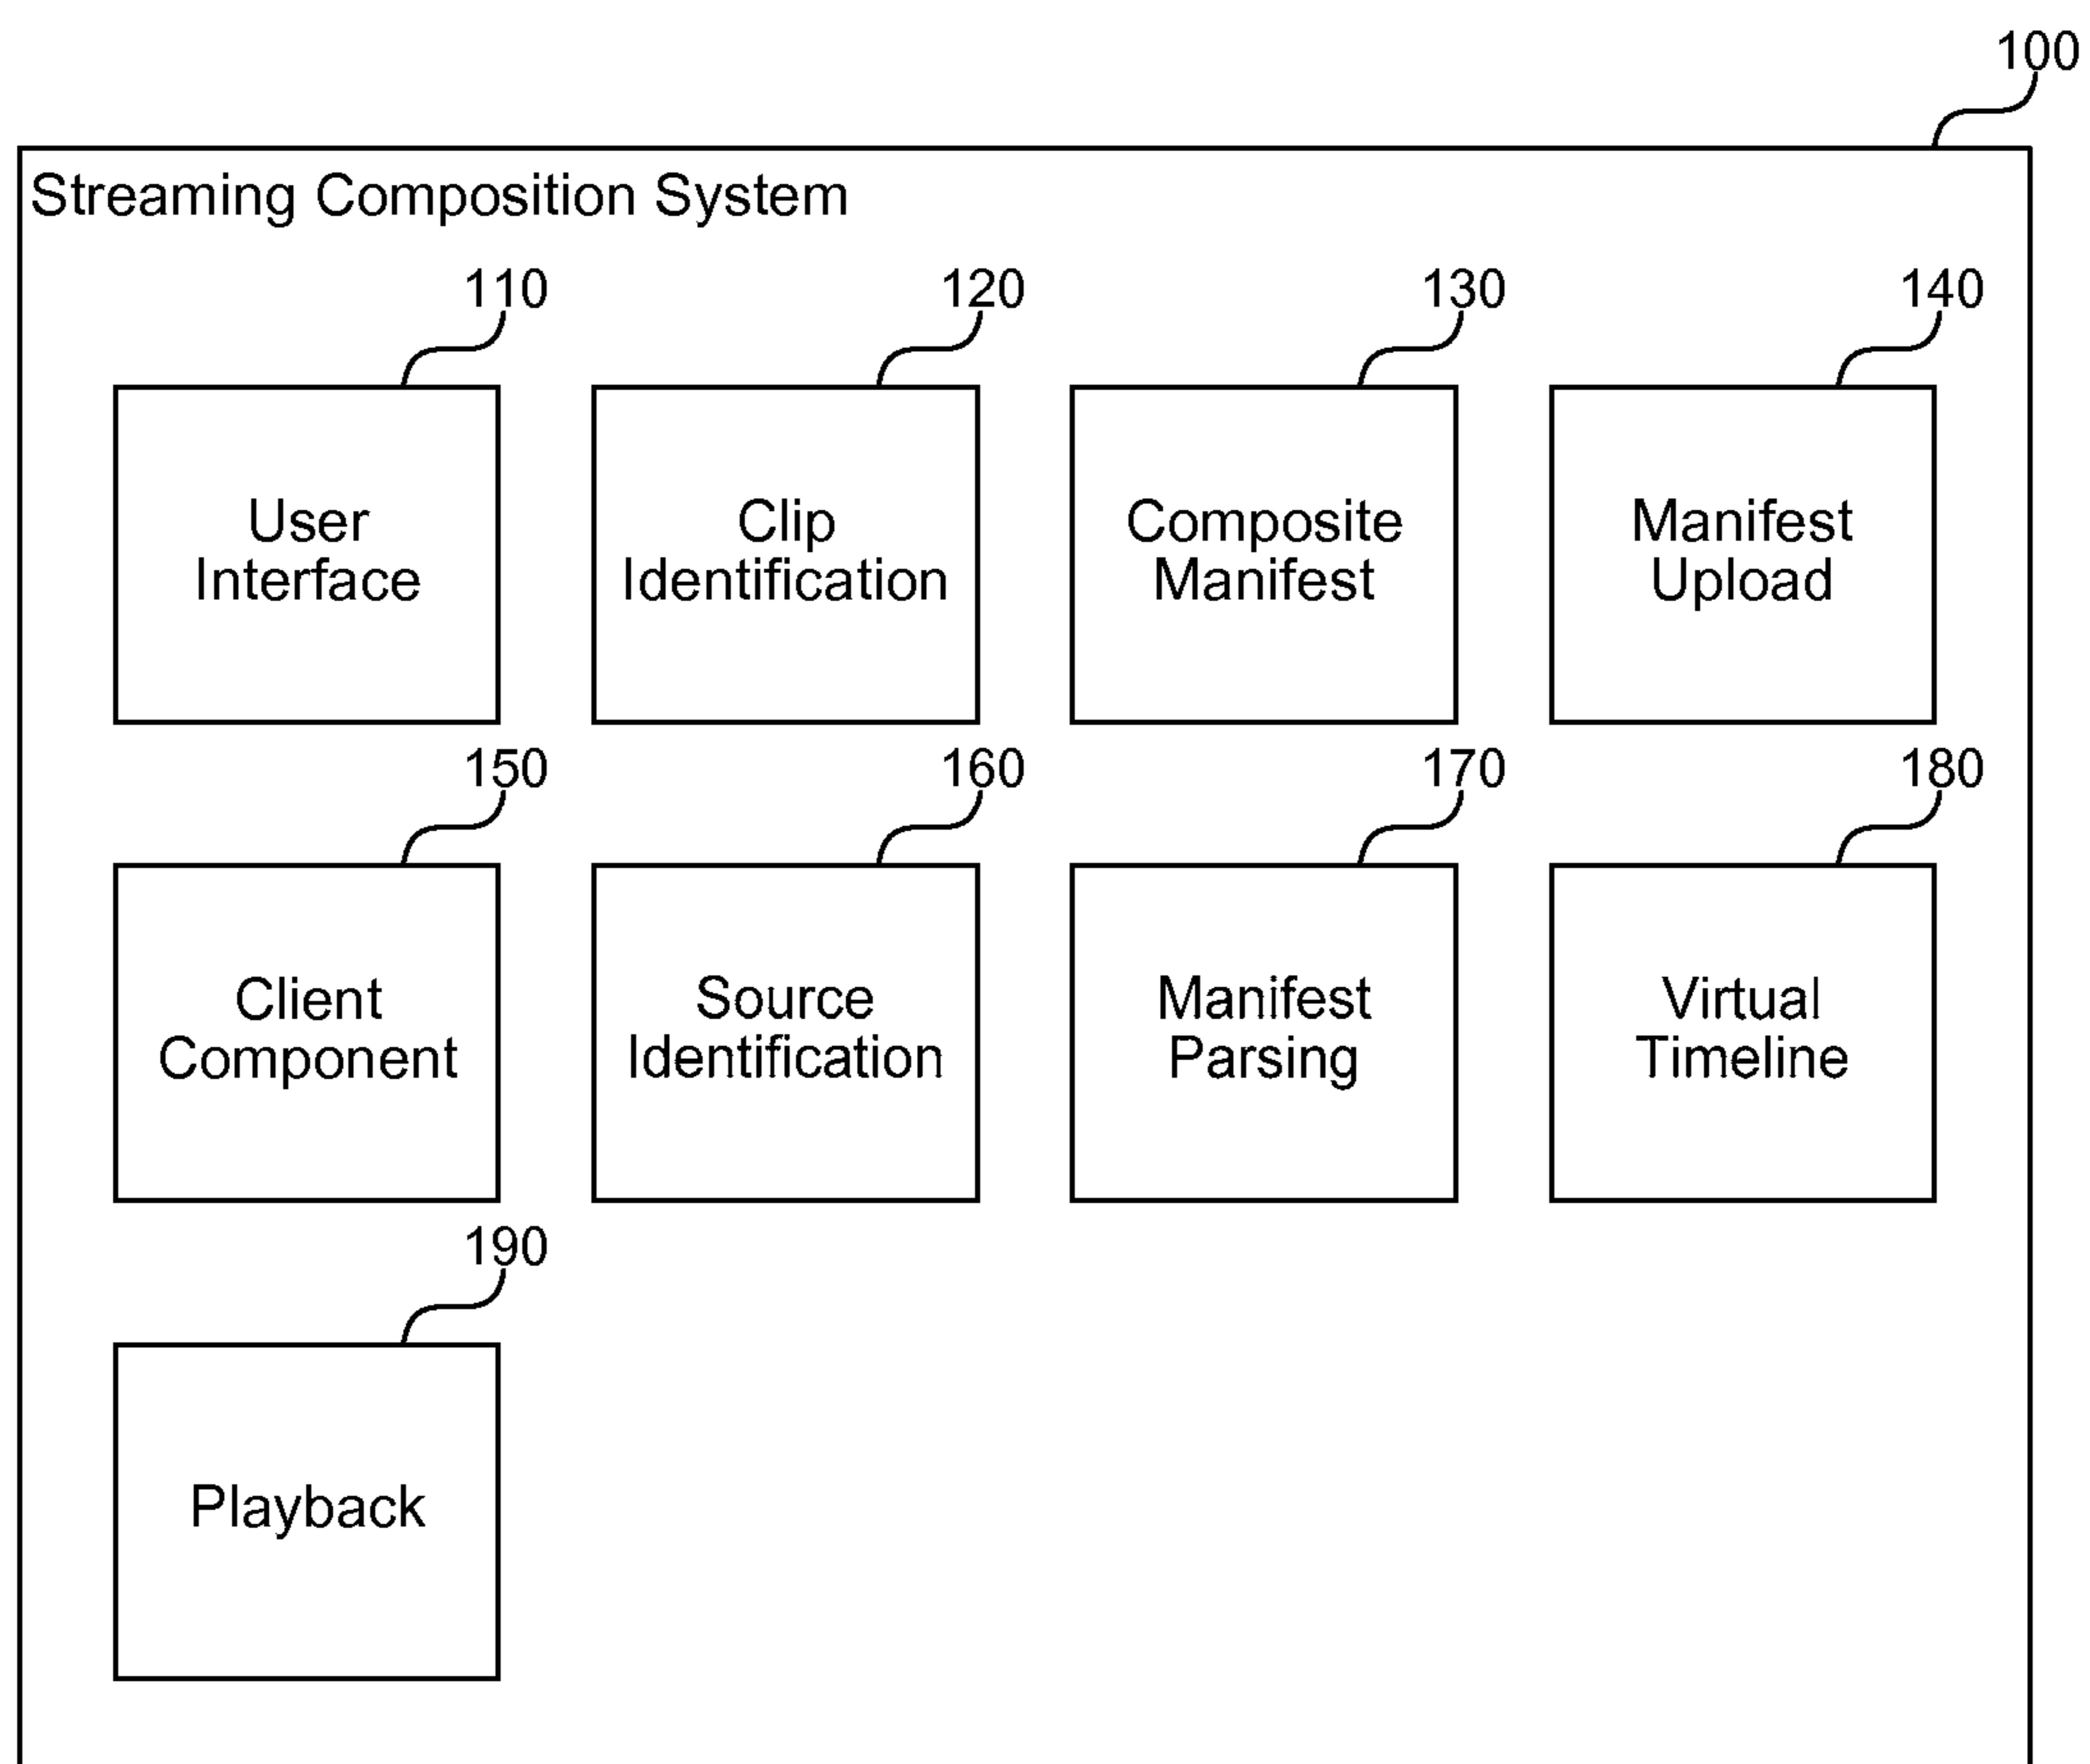 100
Streaming Composition System
110
120
130
140
User
Interface
Clip
Identification
Composite
Manifest
Manifest
Upload
150
160
170
180
Client
Component
Source
Identification
Manifest
Parsing
Virtual
Timeline
190
Playback